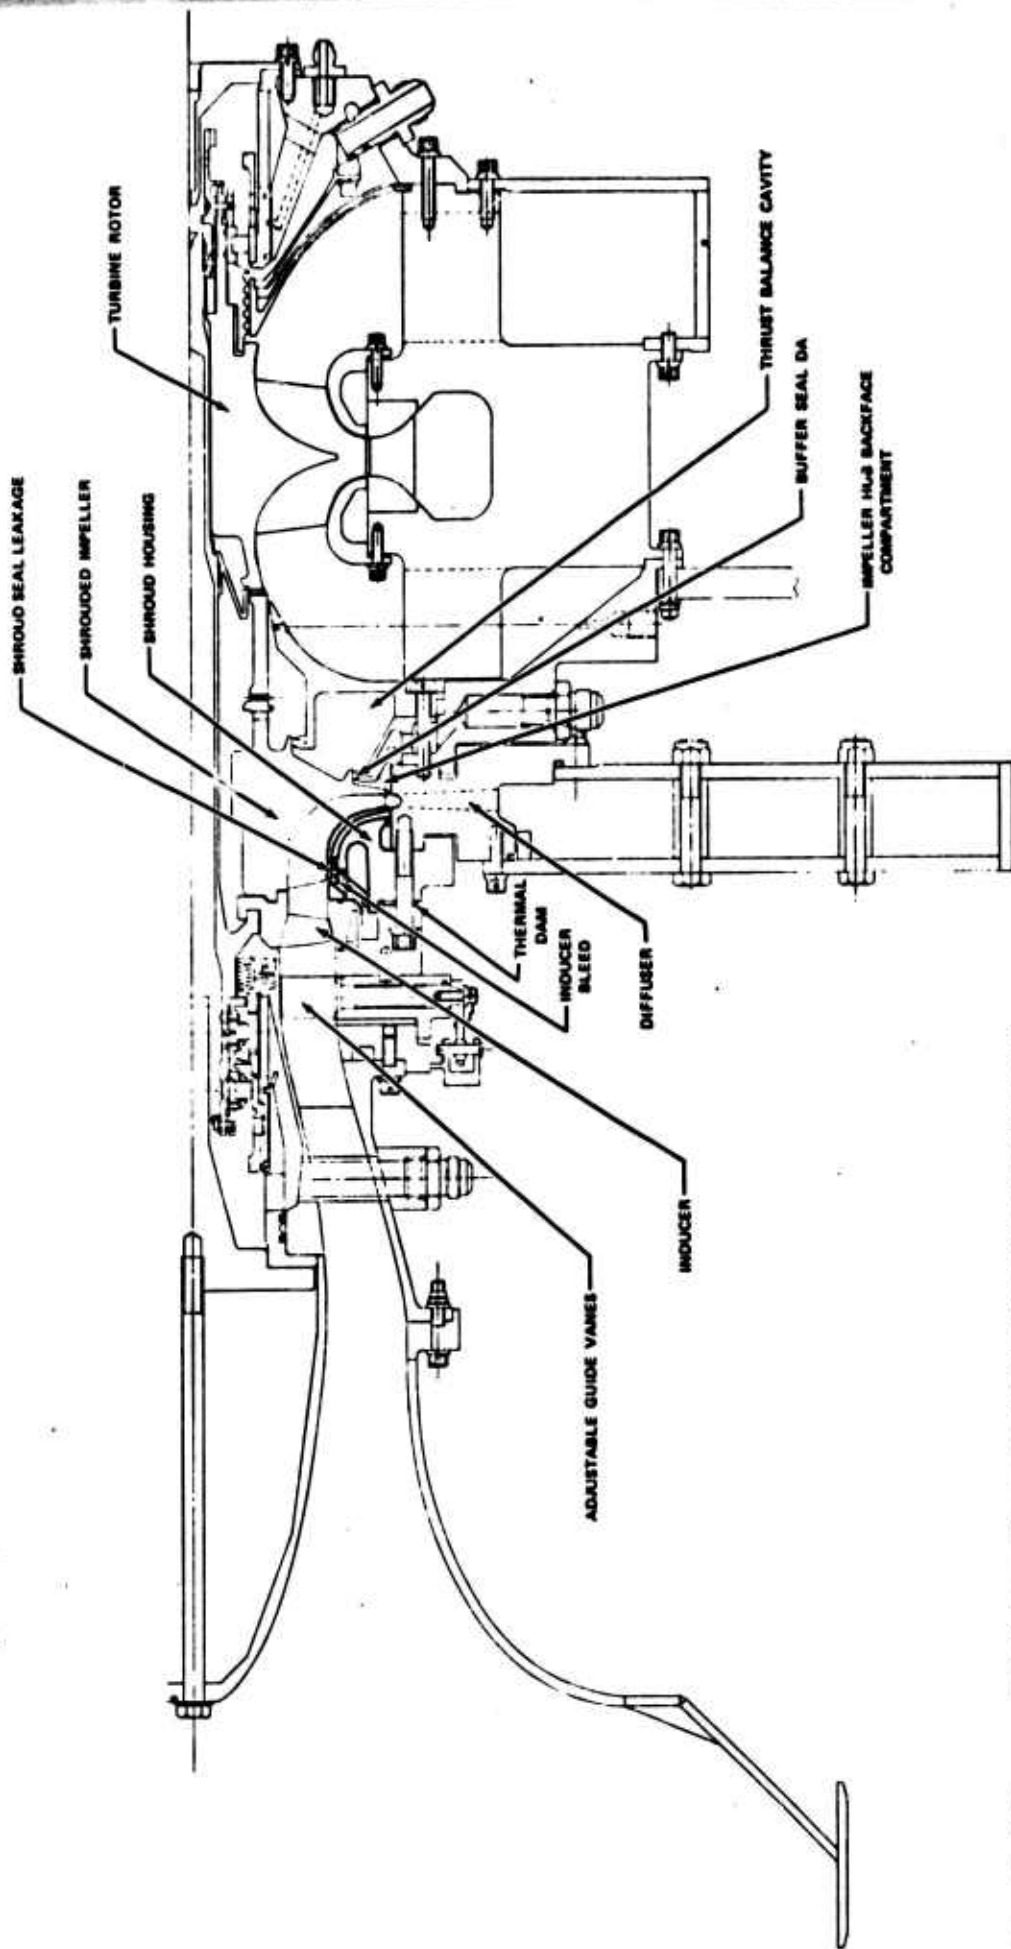 SHROUD SEAL LEAKAGE
SHROUDED IMPELLER
SHROUD HOUSING
TURBINE ROTOR
THERMAL
DAM
INDUCER
BLEED
DIFFUSER
THRUST BALANCE CAVITY
BUFFER SEAL DA
IMPELLER HUB BACKFACE
COMPARTMENT
INDUCER
ADJUSTABLE GUIDE VANES